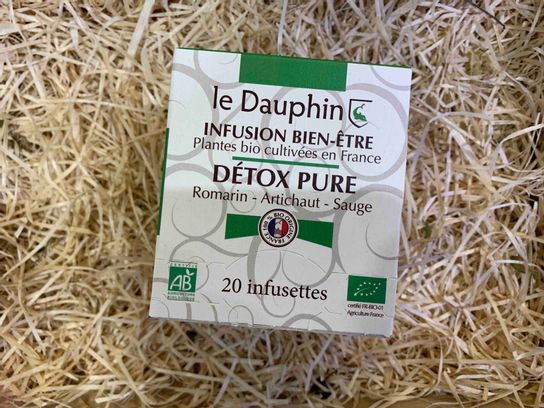 le Dauphin
INFUSION BIEN-ÊTRE
Plantes bio cultivées en France
DÉTOX PURE
Romarin - Artichaut - Sauge
20 infusettes
AB
certifié FR-BIO-01
Agriculture France